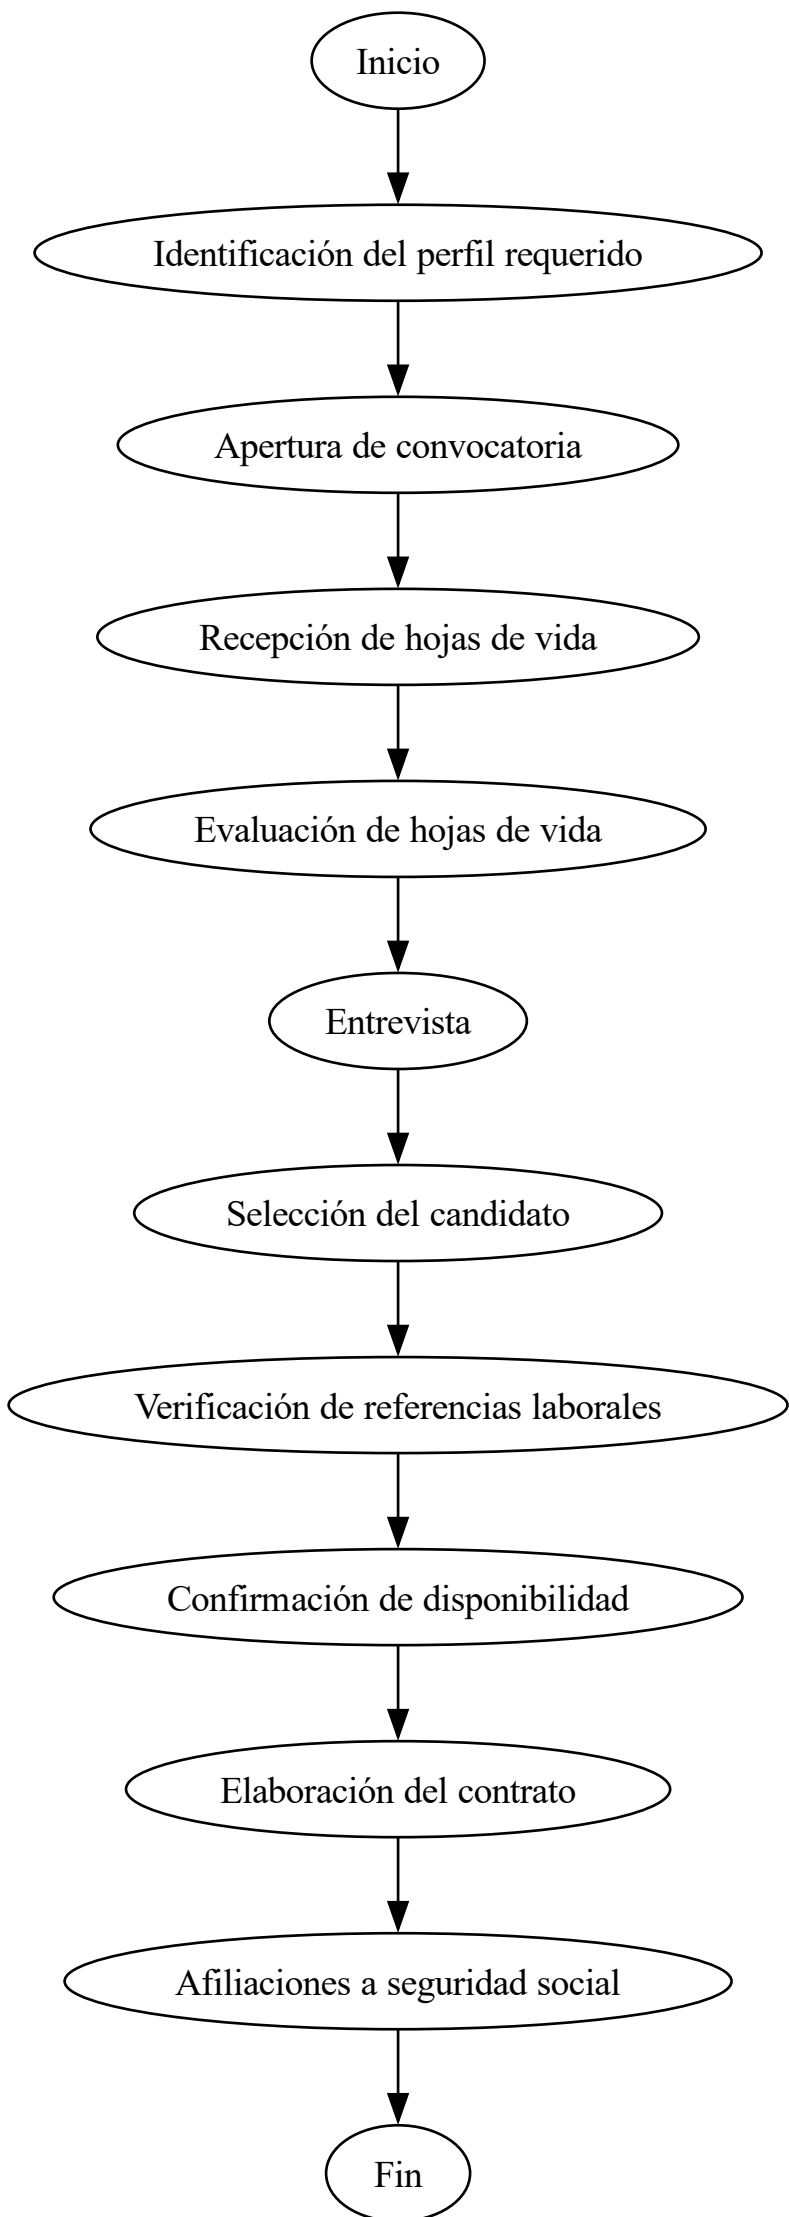 Inicio
Identificación del perfil requerido
Apertura de convocatoria
Recepción de hojas de vida
Evaluación de hojas de vida
Entrevista
Selección del candidato
Verificación de referencias laborales
Confirmación de disponibilidad
Elaboración del contrato
Afiliaciones a seguridad social
Fin